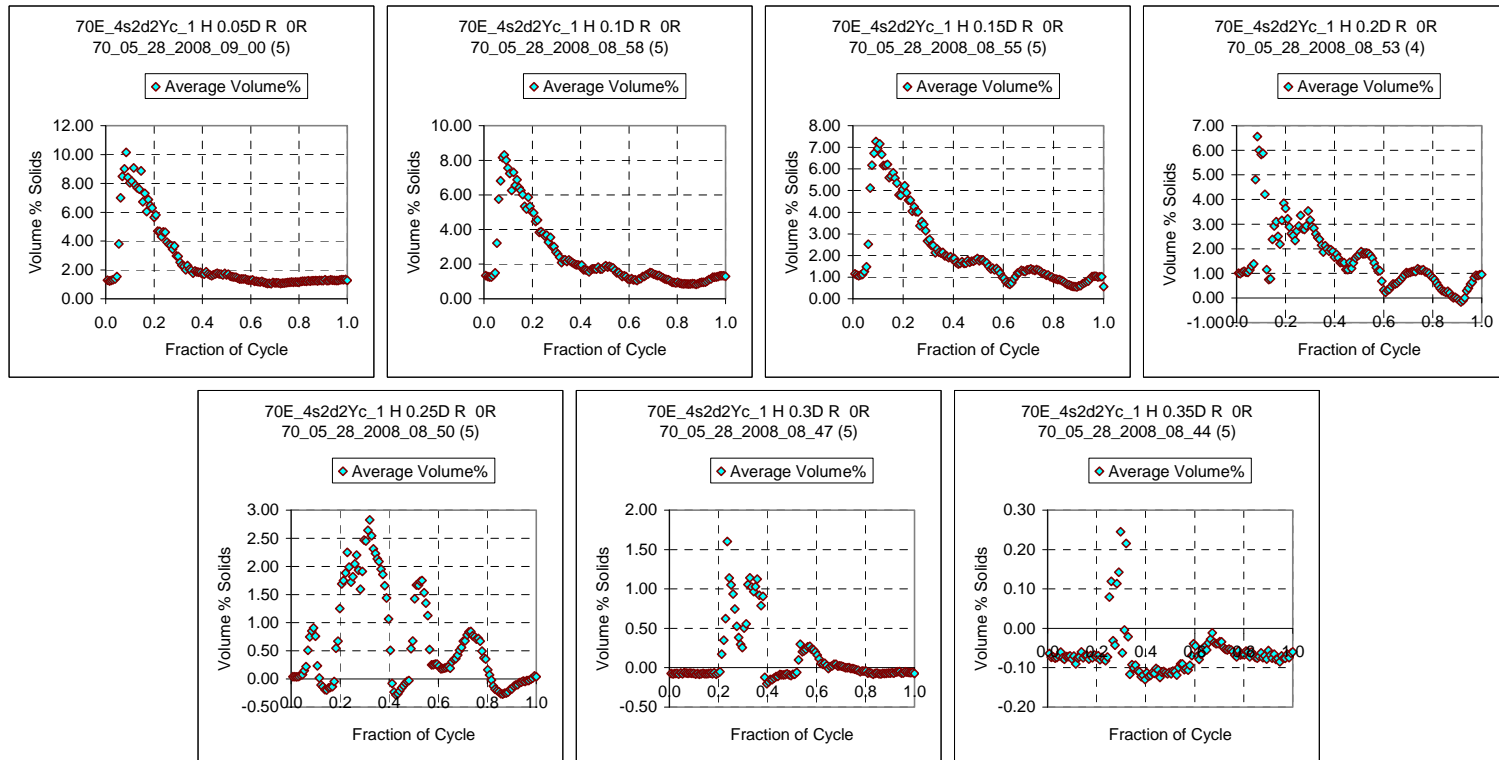 70E_4s2d2Yc_1 H 0.05D R 0R
70_05_28_2008_09_00 (5)
Average Volume%
Volume % Solids
12.00
10.00
8.00
6.00
4.00
2.00
0.00
0.0 0.2 0.4 0.6 0.8 1.0
Fraction of Cycle
70E_4s2d2Yc_1 H 0.1D R 0R
70_05_28_2008_08_58 (5)
Average Volume%
Volume % Solids
10.00
8.00
6.00
4.00
2.00
0.00
0.0 0.2 0.4 0.6 0.8 1.0
Fraction of Cycle
70E_4s2d2Yc_1 H 0.15D R 0R
70_05_28_2008_08_55 (5)
Average Volume%
Volume % Solids
8.00
7.00
6.00
5.00
4.00
3.00
2.00
1.00
0.00
0.0 0.2 0.4 0.6 0.8 1.0
Fraction of Cycle
70E_4s2d2Yc_1 H 0.2D R 0R
70_05_28_2008_08_53 (4)
Average Volume%
Volume % Solids
7.00
6.00
5.00
4.00
3.00
2.00
1.00
0.00
-1.00
0.0 0.2 0.4 0.6 0.8 1.0
Fraction of Cycle
70E_4s2d2Yc_1 H 0.25D R 0R
70_05_28_2008_08_50 (5)
Average Volume%
Volume % Solids
3.00
2.50
2.00
1.50
1.00
0.50
0.00
-0.50
0.0 0.2 0.4 0.6 0.8 1.0
Fraction of Cycle
70E_4s2d2Yc_1 H 0.3D R 0R
70_05_28_2008_08_47 (5)
Average Volume%
Volume % Solids
2.00
1.50
1.00
0.50
0.00
-0.50
0.0 0.2 0.4 0.6 0.8 1.0
Fraction of Cycle
70E_4s2d2Yc_1 H 0.35D R 0R
70_05_28_2008_08_44 (5)
Average Volume%
Volume % Solids
0.30
0.20
0.10
0.00
-0.10
-0.20
0.0 0.2 0.4 0.6 0.8 1.0
Fraction of Cycle